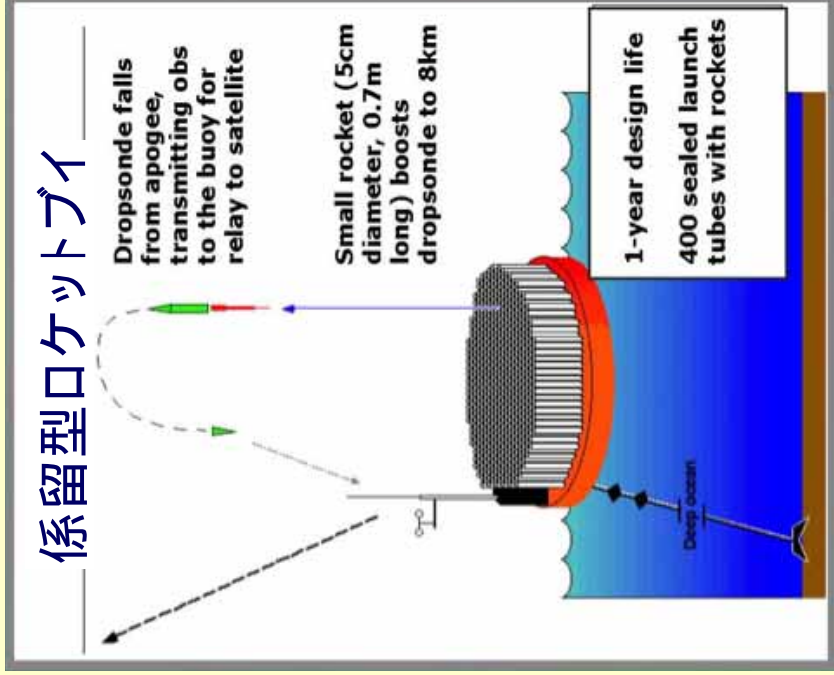 係留型ロケットブイ
Dropsonde falls
from apogee,
transmitting obs
to the buoy for
relay to satellite
Small rocket (5cm
diameter, 0.7m
long) boosts
dropsonde to 8km
1-year design life
400 sealed launch
tubes with rockets
Deep ocean